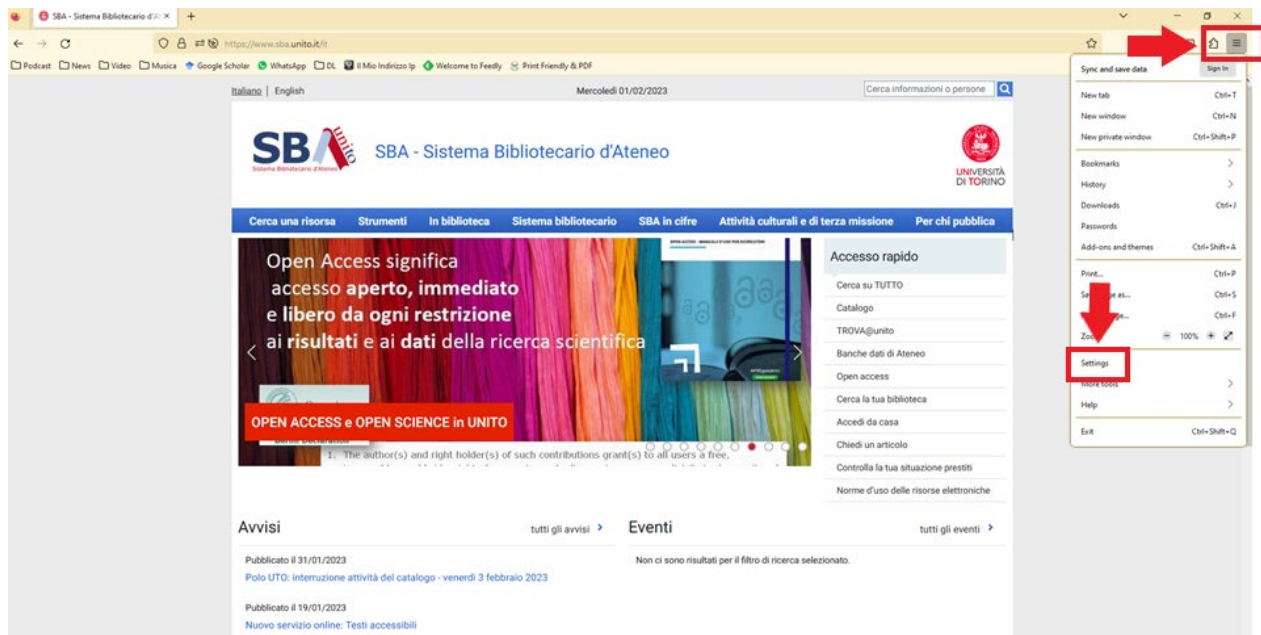 SBA - Sistema Bibliotecario d'At
https://www.sba.unito.it/it
Podcast News Video Musica Google Scholar WhatsApp DL Il Mio Indirizzo Ip Welcome to Feedly Print Friendly & PDF
Italiano | English
Mercoledì 01/02/2023
Cerca informazioni o persone
SBA
unito
Sistema Bibliotecario d'Ateneo
SBA - Sistema Bibliotecario d'Ateneo
UNIVERSITÀ
DI TORINO
Cerca una risorsa Strumenti In biblioteca Sistema bibliotecario SBA in cifre Attività culturali e di terza missione Per chi pubblica
Open Access significa
accesso aperto, immediato
e libero da ogni restrizione
ai risultati e ai dati della ricerca scientifica
OPEN ACCESS e OPEN SCIENCE in UNITO
1. The author(s) and right holder(s) of such contributions grant(s) to all users a free,
Accesso rapido
Cerca su TUTTO
Catalogo
TROVA@unito
Banche dati di Ateneo
Open access
Cerca la tua biblioteca
Accedi da casa
Chiedi un articolo
Controlla la tua situazione prestiti
Norme d'uso delle risorse elettroniche
Avvisi
tutti gli avvisi
Pubblicato il 31/01/2023
Polo UTO: interruzione attività del catalogo - venerdì 3 febbraio 2023
Pubblicato il 19/01/2023
Nuovo servizio online: Testi accessibili
Eventi
tutti gli eventi
Non ci sono risultati per il filtro di ricerca selezionato.
Sync and save data Sign In
New tab Ctrl+T
New window Ctrl+N
New private window Ctrl+Shift+P
Bookmarks
History
Downloads Ctrl+J
Passwords
Add-ons and themes Ctrl+Shift+A
Print... Ctrl+P
as... Ctrl+S
Ctrl+F
100%
Settings
More tools
Help
Exit Ctrl+Shift+Q